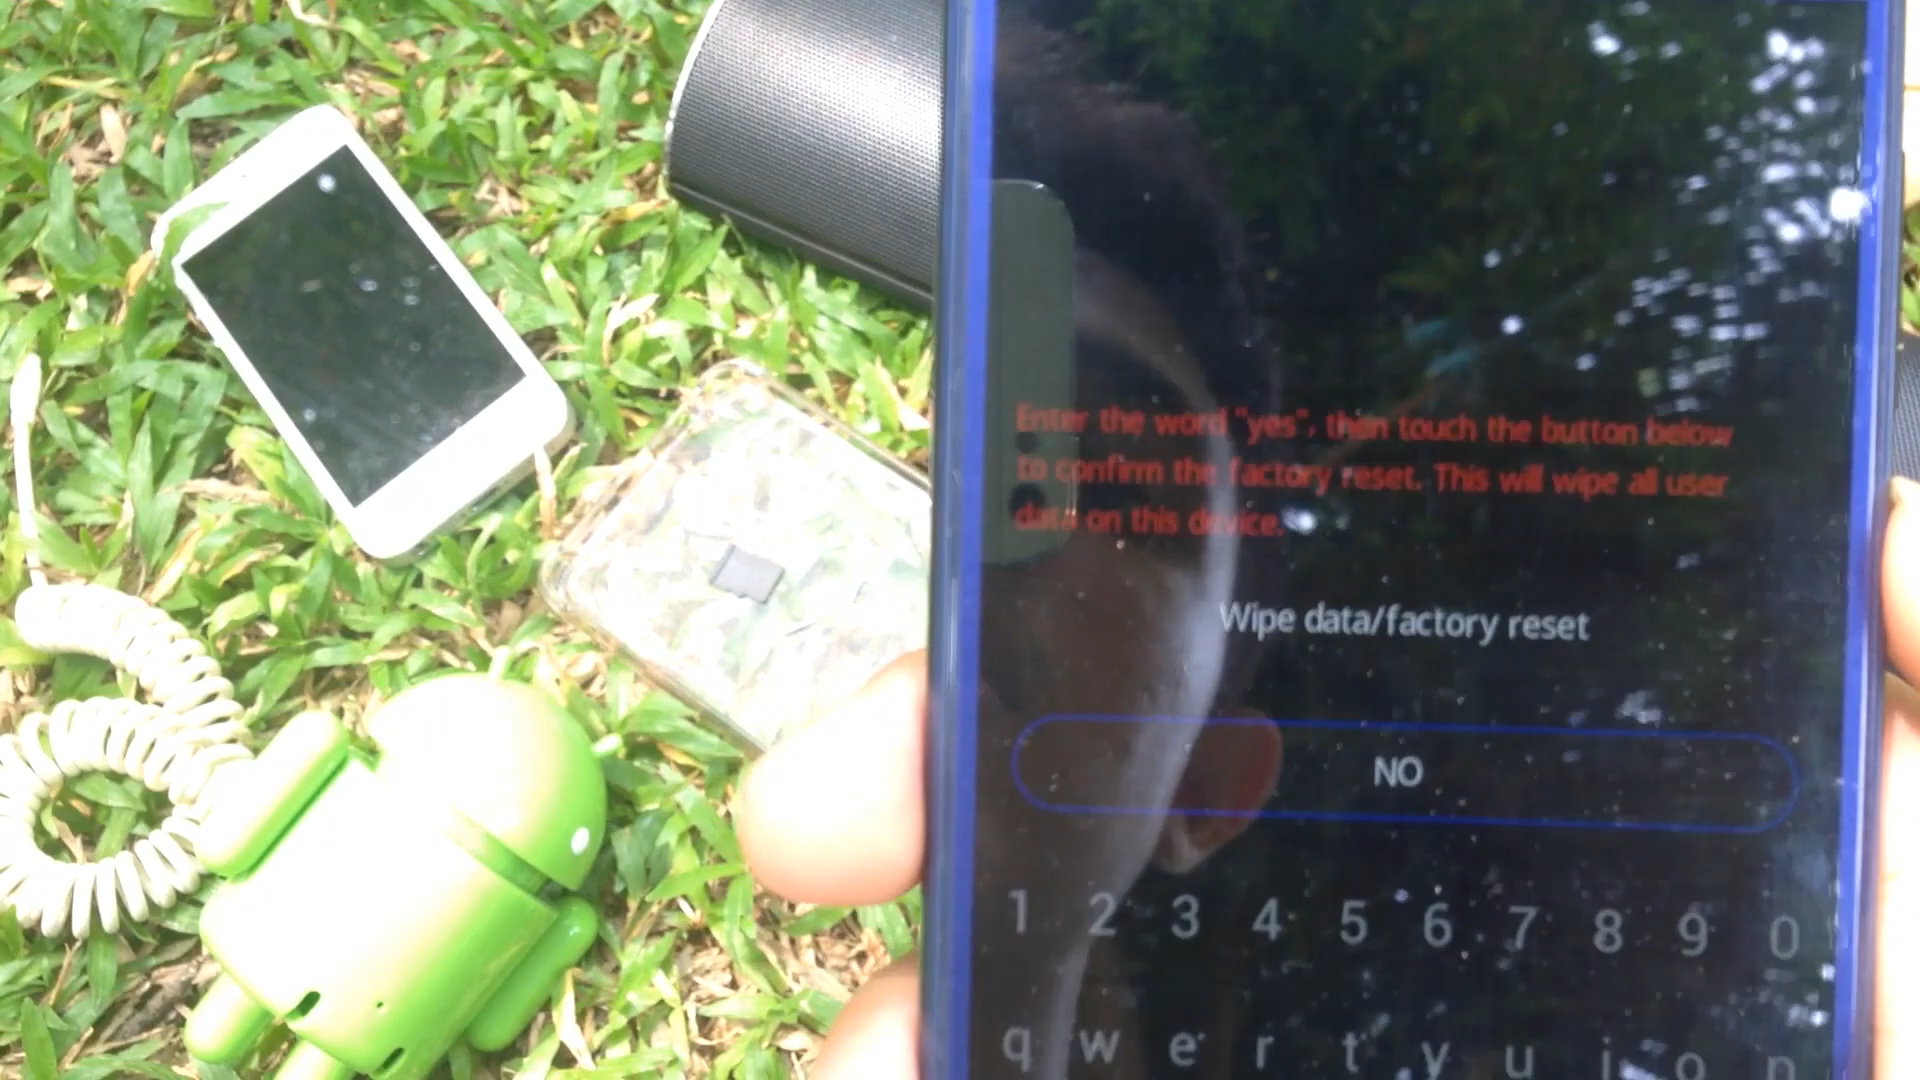 Enter the word "yes", then touch the button below
to confirm the factory reset. This will wipe all user
data on this device.
Wipe data/factory reset
NO
1 2 3 4 5 6 7 8 9 0
q w e r t y u i o p